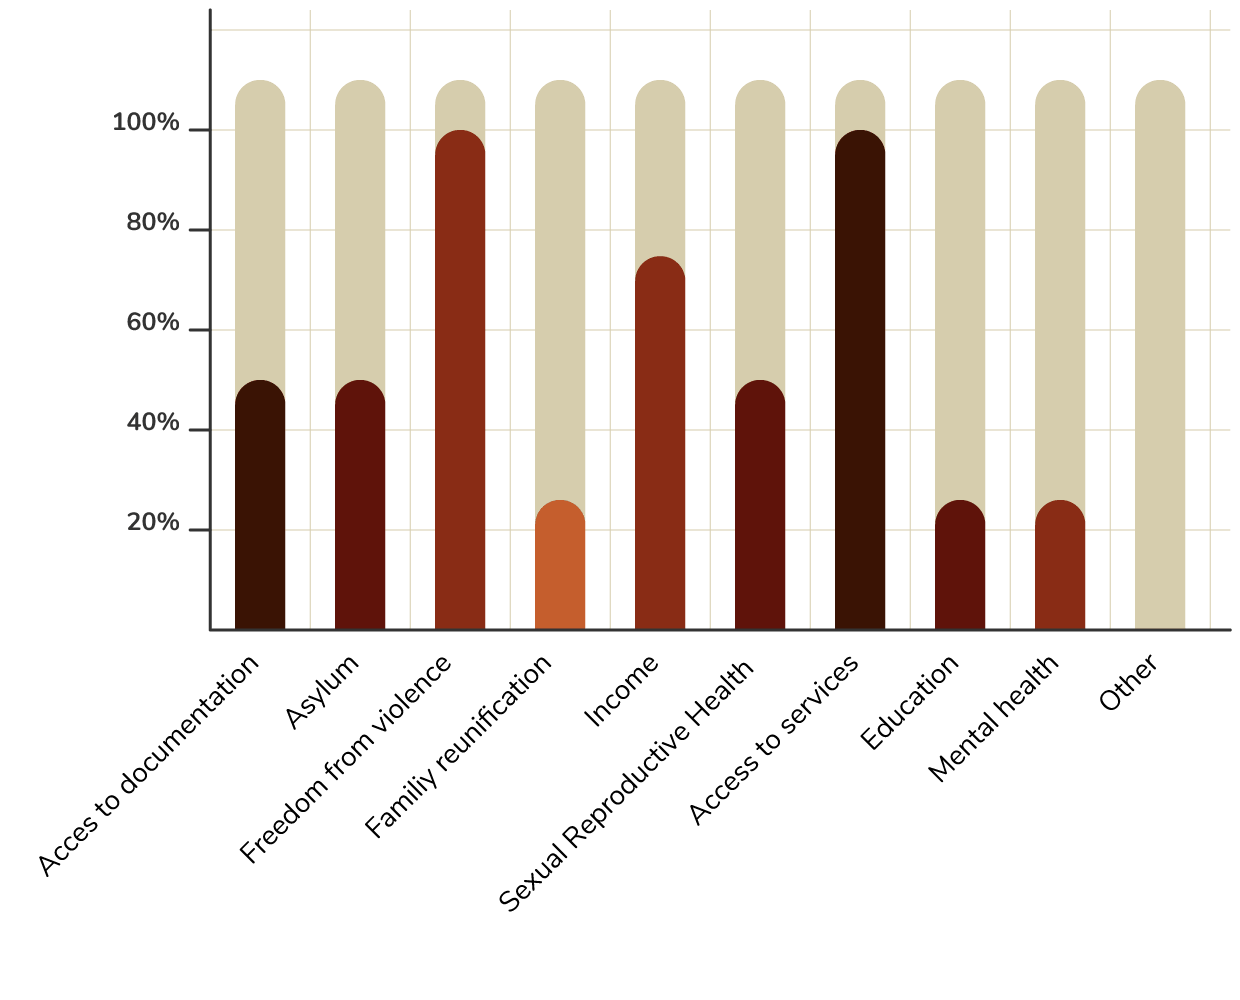 100%
80%
60%
40%
20%
Acces to documentation
Asylum
Freedom from violence
Familiy reunification
Income
Sexual Reproductive Health
Access to services
Education
Mental health
Other